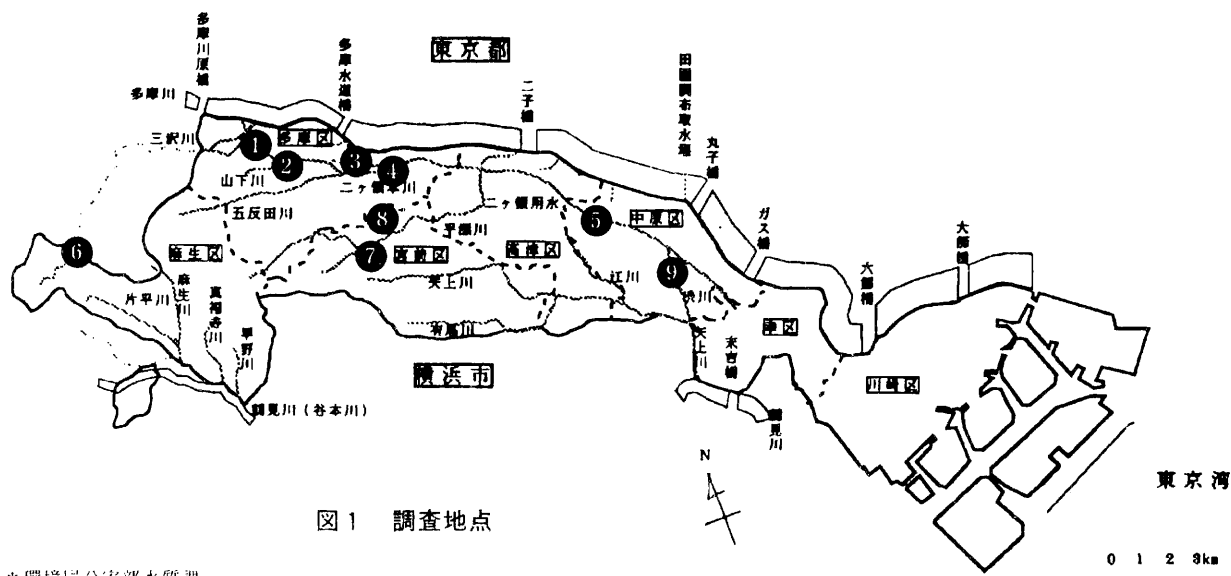 東京都
多摩川原橋
多摩水道橋
二子橋
田園調布取水堰
丸子橋
ガス橋
六郷橋
大師橋
多摩川
三沢川
1
多摩区
2
3
4
山下川
二ヶ領本川
五反田川
二ヶ領用水
5
中原区
6
麻生区
8
平瀬川
7
宮前区
高津区
9
渋川
江川
矢上川
有馬川
片平川
麻生川
真福寺川
早野川
幸区
矢上川
末吉橋
川崎区
横浜市
鶴見川(谷本川)
鶴見川
N
東京湾
図1 調査地点
0 1 2 3km